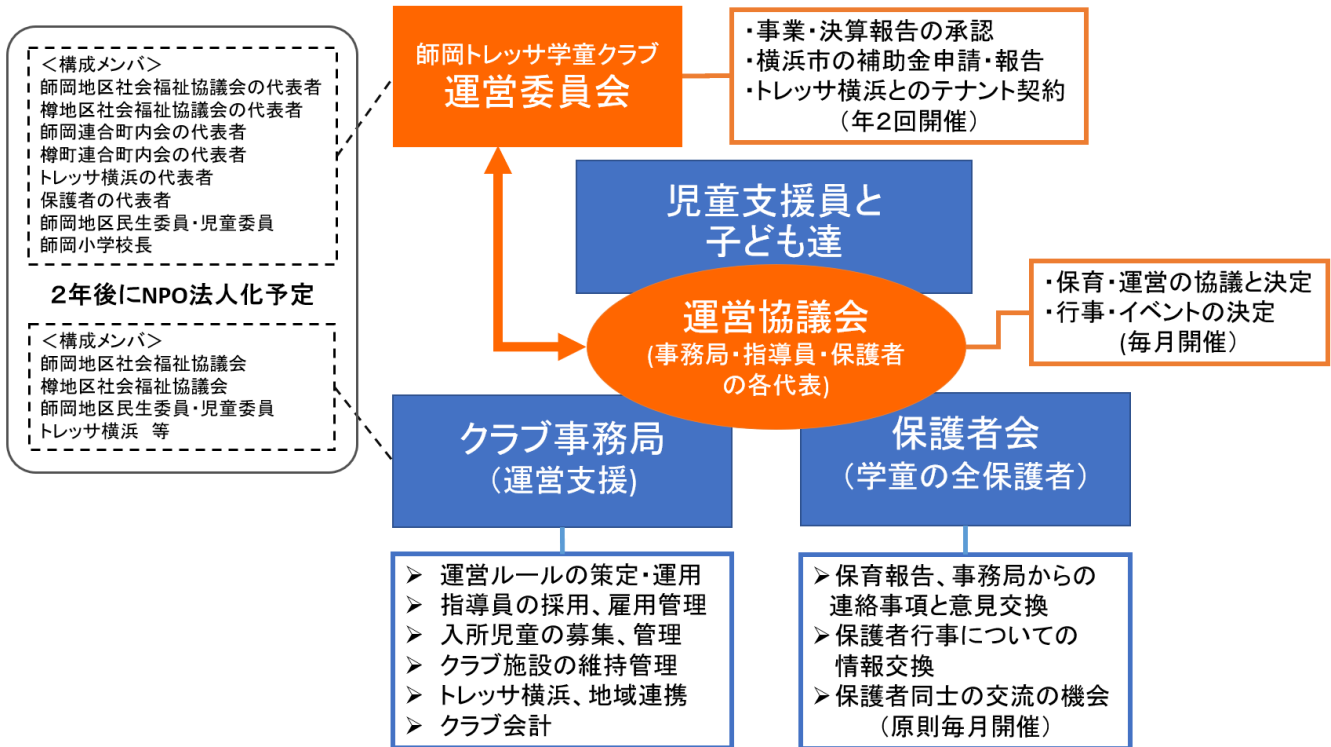 ＜構成メンバ＞
師岡地区社会福祉協議会の代表者
樽地区社会福祉協議会の代表者
師岡連合町内会の代表者
樽町連合町内会の代表者
トレッサ横浜の代表者
保護者の代表者
師岡地区民生委員・児童委員
師岡小学校長
２年後にNPO法人化予定
＜構成メンバ＞
師岡地区社会福祉協議会
樽地区社会福祉協議会
師岡地区民生委員・児童委員
トレッサ横浜　等
師岡トレッサ学童クラブ
運営委員会
・事業・決算報告の承認
・横浜市の補助金申請・報告
・トレッサ横浜とのテナント契約
（年２回開催）
児童支援員と
子ども達
運営協議会
(事務局・指導員・保護者
の各代表)
・保育・運営の協議と決定
・行事・イベントの決定
(毎月開催）
クラブ事務局
（運営支援)
保護者会
（学童の全保護者）
➢ 運営ルールの策定・運用
➢ 指導員の採用、雇用管理
➢ 入所児童の募集、管理
➢ クラブ施設の維持管理
➢ トレッサ横浜、地域連携
➢ クラブ会計
➢ 保育報告、事務局からの
連絡事項と意見交換
➢ 保護者行事についての
情報交換
➢ 保護者同士の交流の機会
（原則毎月開催）